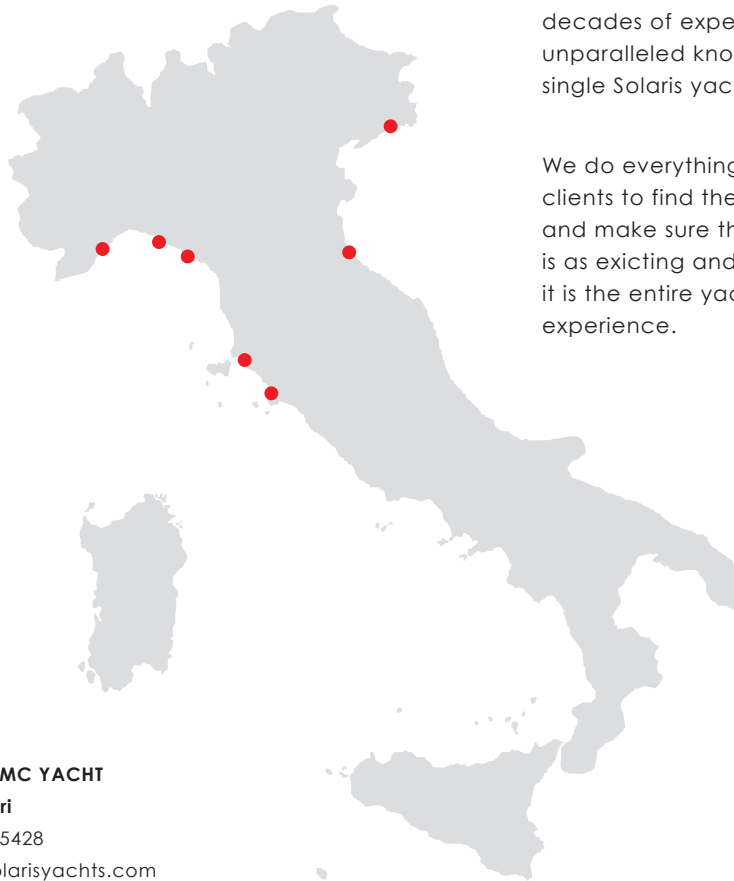 decades of expe
unparalleled kno
single Solaris yac
We do everything
clients to find the
and make sure th
is as exicting and
it is the entire yac
experience.
MC YACHT
ri
5428
olarisyachts.com